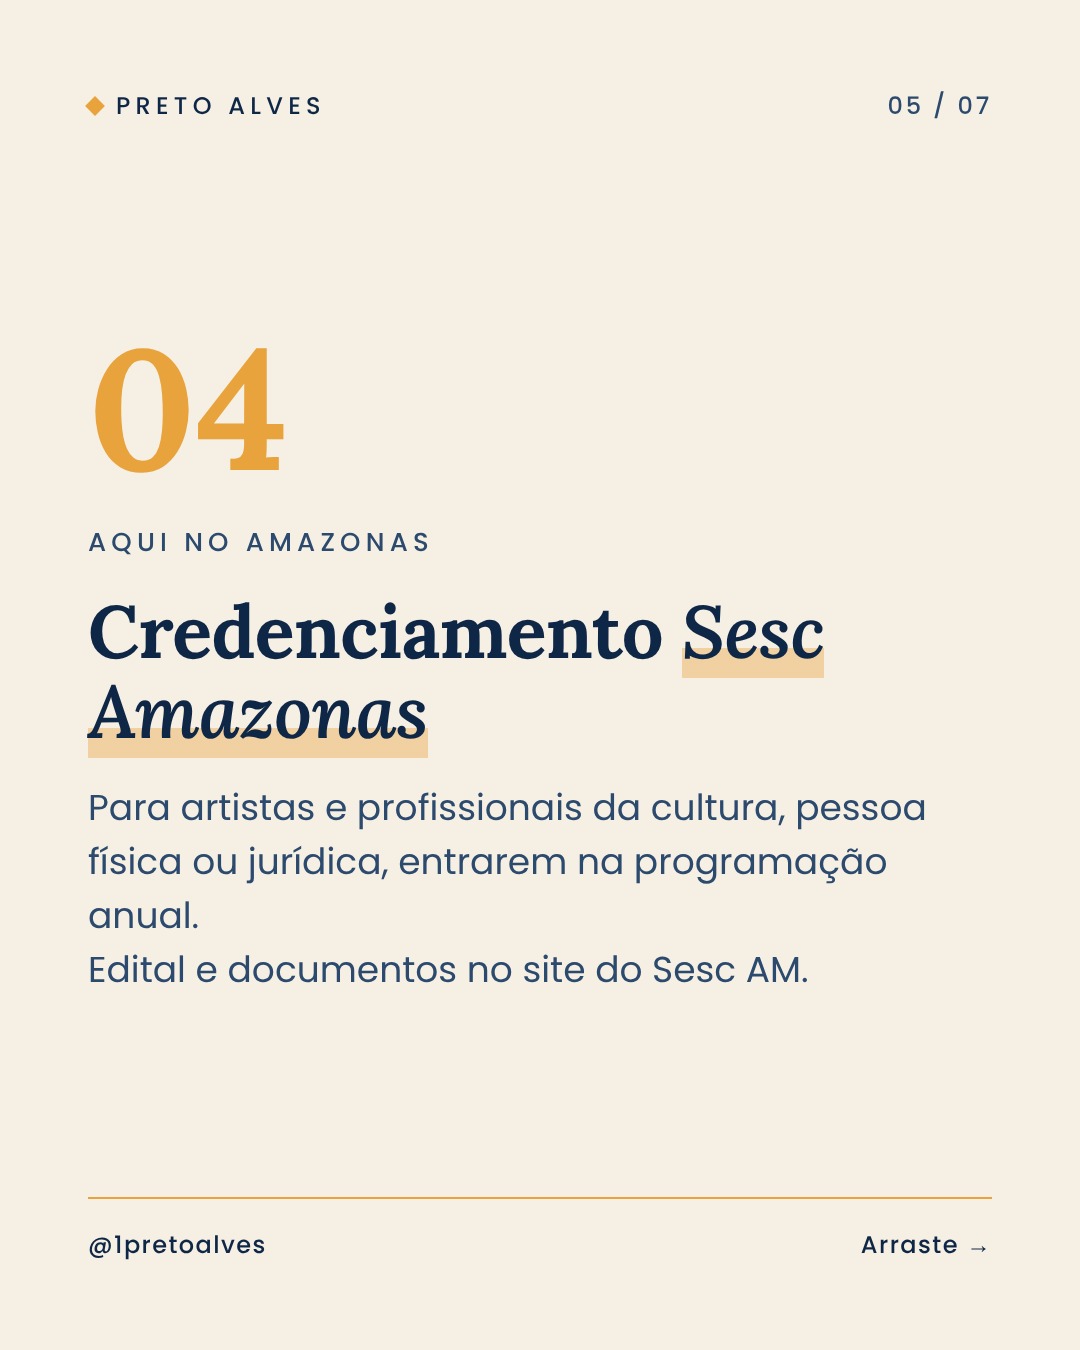 PRETO ALVES
05 / 07
04
AQUI NO AMAZONAS
Credenciamento Sesc
Amazonas
Para artistas e profissionais da cultura, pessoa
física ou jurídica, entrarem na programação
anual.
Edital e documentos no site do Sesc AM.
@1pretoalves
Arraste →